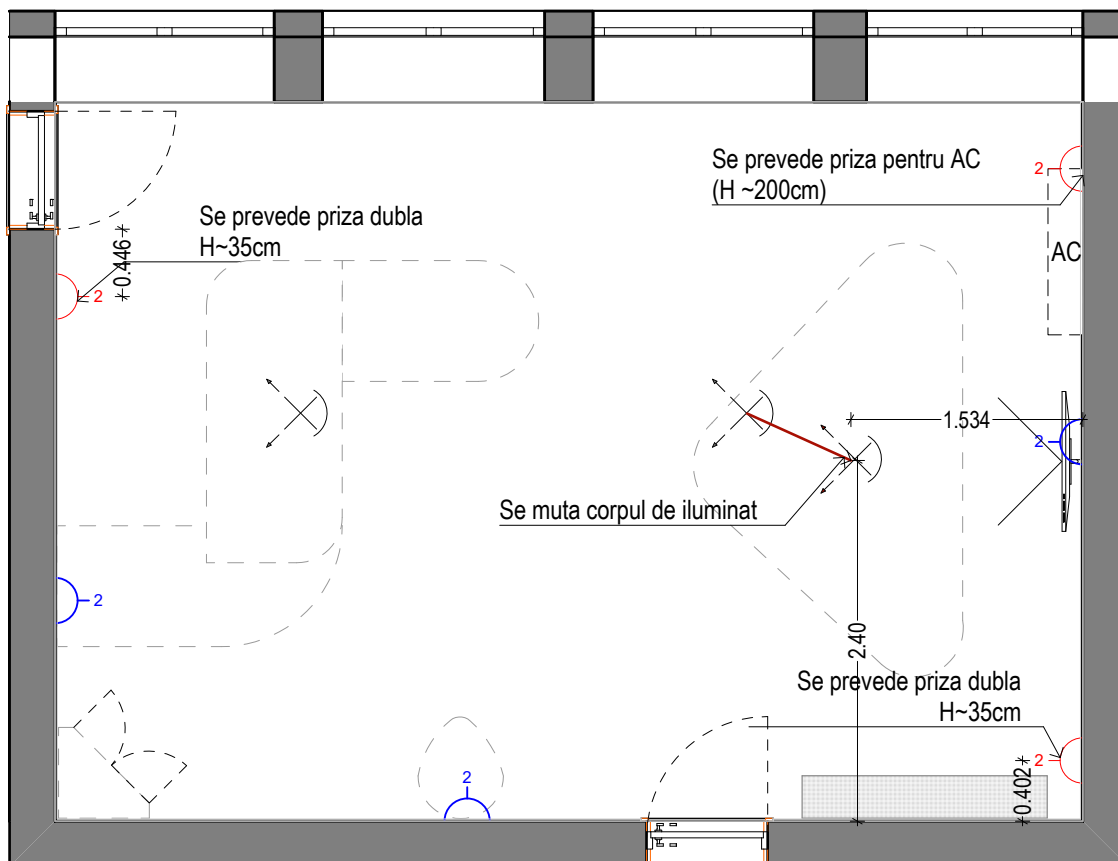 Se prevede priza pentru AC
(H ~200cm)
2
Se prevede priza dubla
H~35cm
0.446
2
AC
1.534
2
Se muta corpul de iluminat
2
2.40
Se prevede priza dubla
H~35cm
2
2
0.402